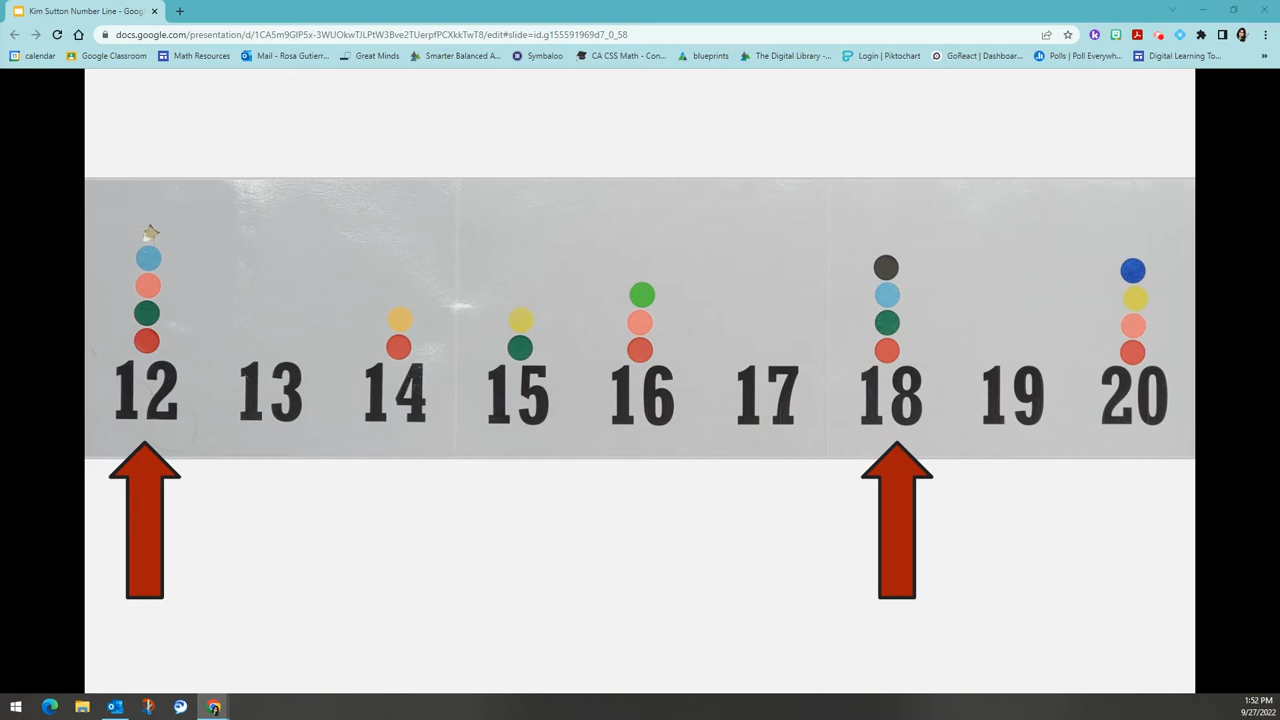 Kim Sutton Number Line - Googl
docs.google.com/presentation/d/1CA5m9GlP5x-3WUOkwTJLPtW3Bve2TUerpfPCXkkTwT8/edit#slide=id.g155591969d7_0_58
calendar Google Classroom Math Resources Mail - Rosa Gutierr... Great Minds Smarter Balanced A... Symbaloo CA CSS Math - Con... blueprints The Digital Library -... Login | Piktochart GoReact | Dashboar... Polls | Poll Everywh... Digital Learning To... »
12 13 14 15 16 17 18 19 20
1:52 PM
9/27/2022